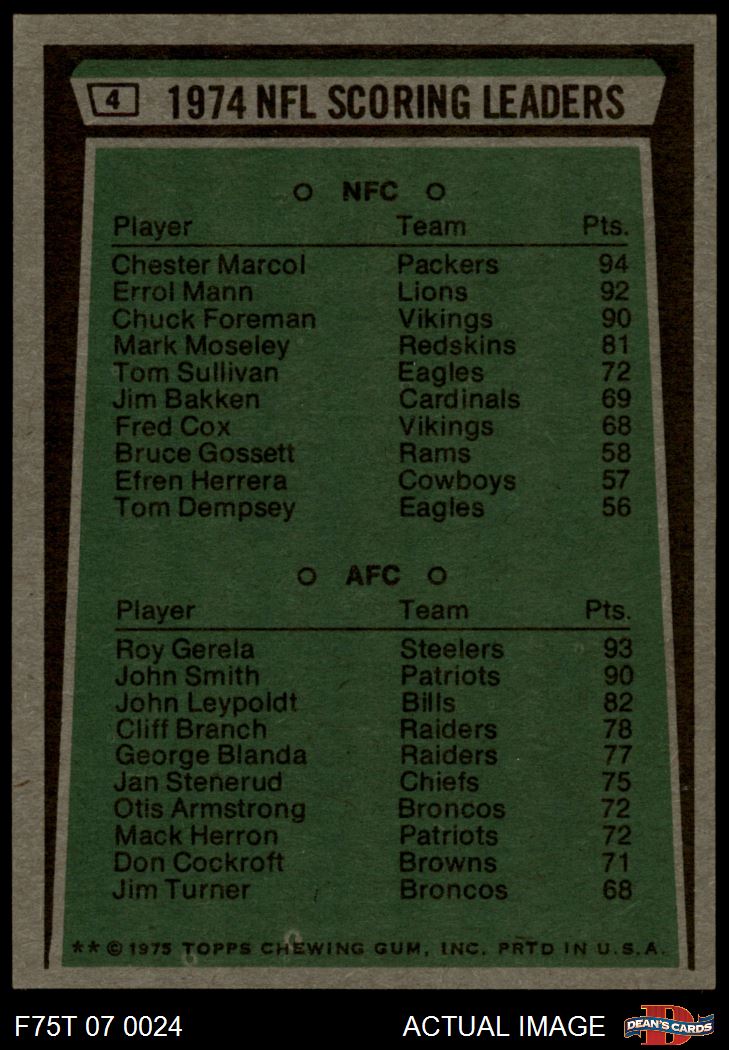 4 1974 NFL SCORING LEADERS
NFC
Player Team Pts.
Chester Marcol Packers 94
Errol Mann Lions 92
Chuck Foreman Vikings 90
Mark Moseley Redskins 81
Tom Sullivan Eagles 72
Jim Bakken Cardinals 69
Fred Cox Vikings 68
Bruce Gossett Rams 58
Efren Herrera Cowboys 57
Tom Dempsey Eagles 56
AFC
Player Team Pts.
Roy Gerela Steelers 93
John Smith Patriots 90
John Leypoldt Bills 82
Cliff Branch Raiders 78
George Blanda Raiders 77
Jan Stenerud Chiefs 75
Otis Armstrong Broncos 72
Mack Herron Patriots 72
Don Cockroft Browns 71
Jim Turner Broncos 68
**© 1975 TOPPS CHEWING GUM, INC. PRTD IN U.S.A.
F75T 07 0024 ACTUAL IMAGE D DEAN'S CARDS